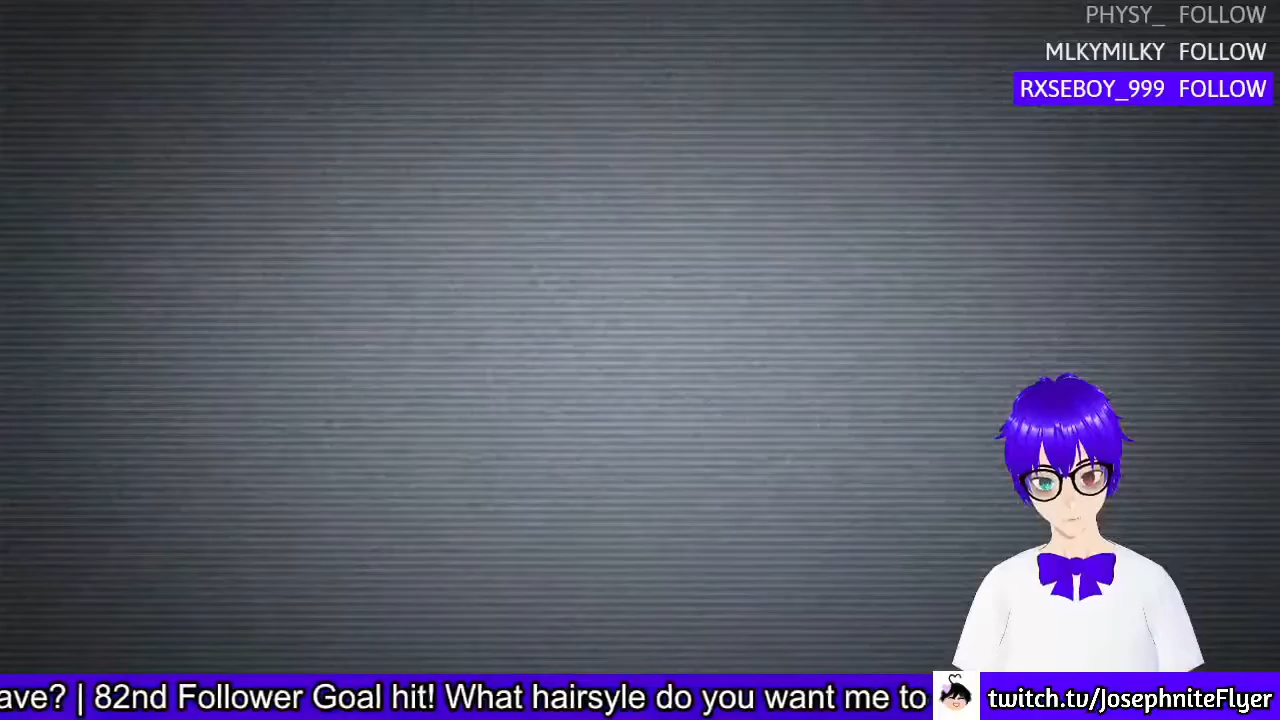 PHYSY_ FOLLOW
MLKYMILKY FOLLOW
RXSEBOY_999 FOLLOW
ave? | 82nd Follower Goal hit! What hairsyle do you want me to
twitch.tv/JosephniteFlyer